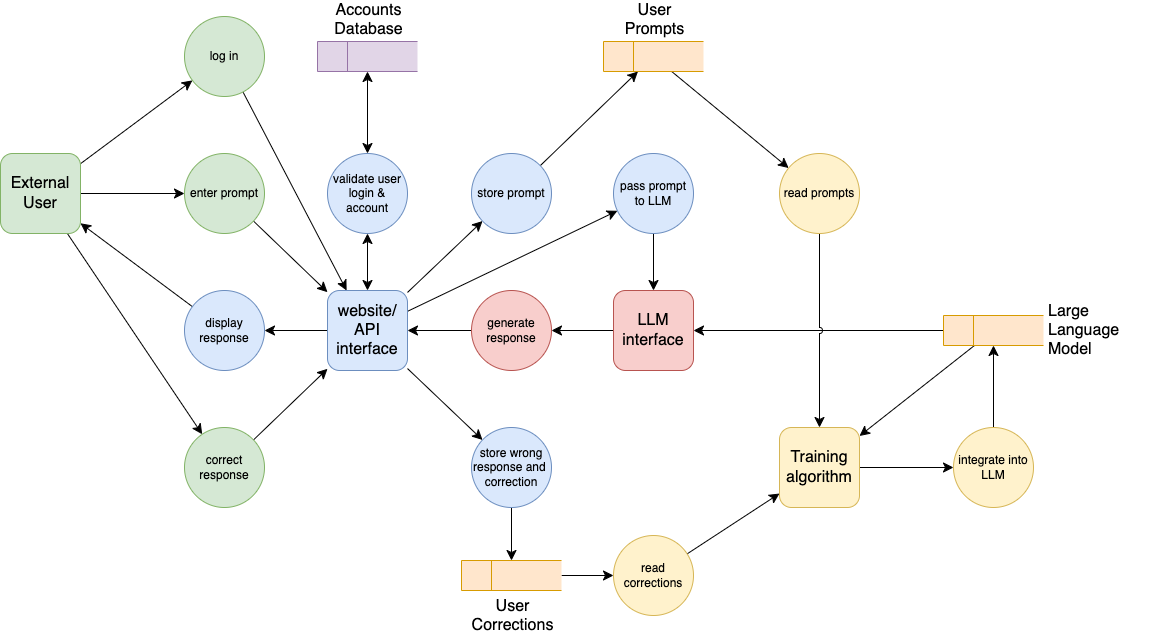 Accounts
Database
User
Prompts
log in
External
User
enter prompt
validate user
login &
account
store prompt
pass prompt
to LLM
read prompts
display
response
website/
API
interface
generate
response
LLM
interface
Large
Language
Model
correct
response
store wrong
response and
correction
Training
algorithm
integrate into
LLM
read
corrections
User
Corrections